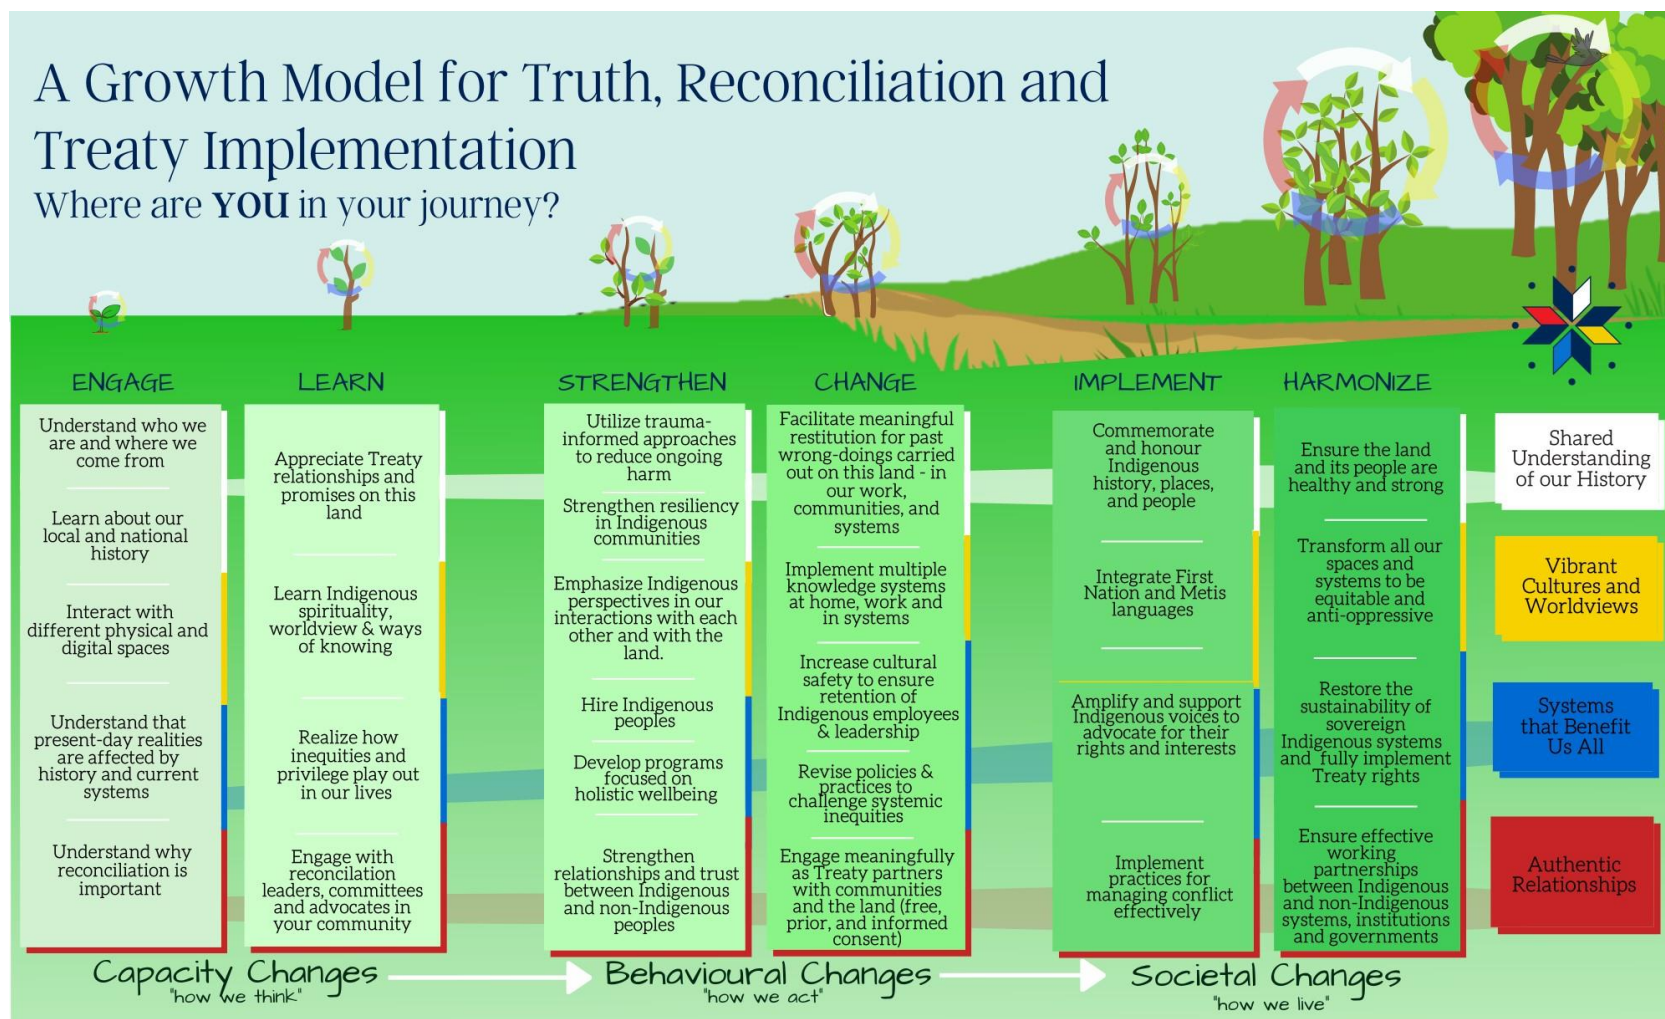 A Growth Model for Truth, Reconciliation and
Treaty Implementation
Where are YOU in your journey?
ENGAGE
Understand who we
are and where we
come from
Learn about our
local and national
history
Interact with
different physical and
digital spaces
Understand that
present-day realities
are affected by
history and current
systems
Understand why
reconciliation is
important
LEARN
Appreciate Treaty
relationships and
promises on this
land
Learn Indigenous
spirituality,
worldview & ways
of knowing
Realize how
inequities and
privilege play out
in our lives
Engage with
reconcilation
leaders, committees
and advocates in
your community
STRENGTHEN
Utilize trauma-
informed approaches
to reduce ongoing
harm
Strengthen resiliency
in Indigenous
communities
Emphasize Indigenous
perspectives in our
interactions with each
other and with the
land.
Hire Indigenous
peoples
Develop programs
focused on
holistic wellbeing
Strengthen
relationships and trust
between Indigenous
and non-Indigenous
peoples
CHANGE
Facilitate meaningful
restitution for past
wrong-doings carried
out on this land - in
our work,
communities, and
systems
Implement multiple
knowledge systems
at home, work and
in systems
Increase cultural
safety to ensure
retention of
Indigenous employees
& leadership
Revise policies &
practices to
challenge systemic
inequities
Engage meaningfully
as Treaty partners
with communities
and the land (free,
prior, and informed
consent)
IMPLEMENT
Commemorate
and honour
Indigenous
history, places,
and people
Integrate First
Nation and Metis
languages
Amplify and support
Indigenous voices to
advocate for their
rights and interests
Implement
practices for
managing conflict
effectively
HARMONIZE
Ensure the land
and its people are
healthy and strong
Transform all our
spaces and
systems to be
equitable and
anti-oppressive
Restore the
sustainability of
sovereign
Indigenous systems
and fully implement
Treaty rights
Ensure effective
working
partnerships
between Indigenous
and non-Indigenous
systems, institutions
and governments
Shared
Understanding
of our History
Vibrant
Cultures and
Worldviews
Systems
that Benefit
Us All
Authentic
Relationships
Capacity Changes
"how we think"
Behavioural Changes
"how we act"
Societal Changes
"how we live"